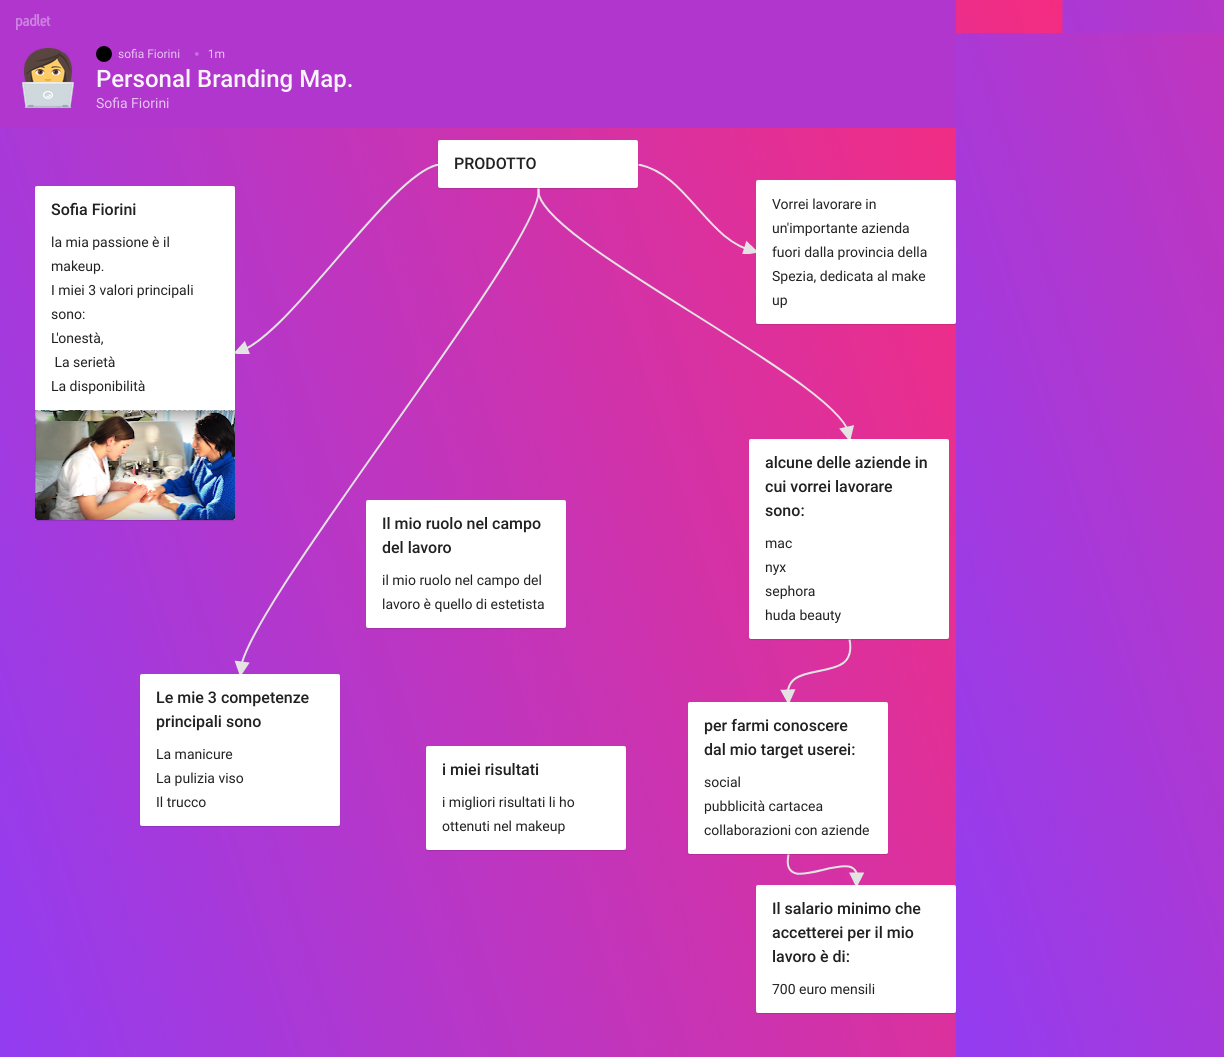 padlet
sofia Fiorini • 1m
Personal Branding Map.
Sofia Fiorini
PRODOTTO
Sofia Fiorini
la mia passione è il
makeup.
I miei 3 valori principali
sono:
L'onestà,
La serietà
La disponibilità
Vorrei lavorare in
un'importante azienda
fuori dalla provincia della
Spezia, dedicata al make
up
alcune delle aziende in
cui vorrei lavorare
sono:
mac
nyx
sephora
huda beauty
Il mio ruolo nel campo
del lavoro
il mio ruolo nel campo del
lavoro è quello di estetista
Le mie 3 competenze
principali sono
La manicure
La pulizia viso
Il trucco
i miei risultati
i migliori risultati li ho
ottenuti nel makeup
per farmi conoscere
dal mio target userei:
social
pubblicità cartacea
collaborazioni con aziende
Il salario minimo che
accetterei per il mio
lavoro è di:
700 euro mensili